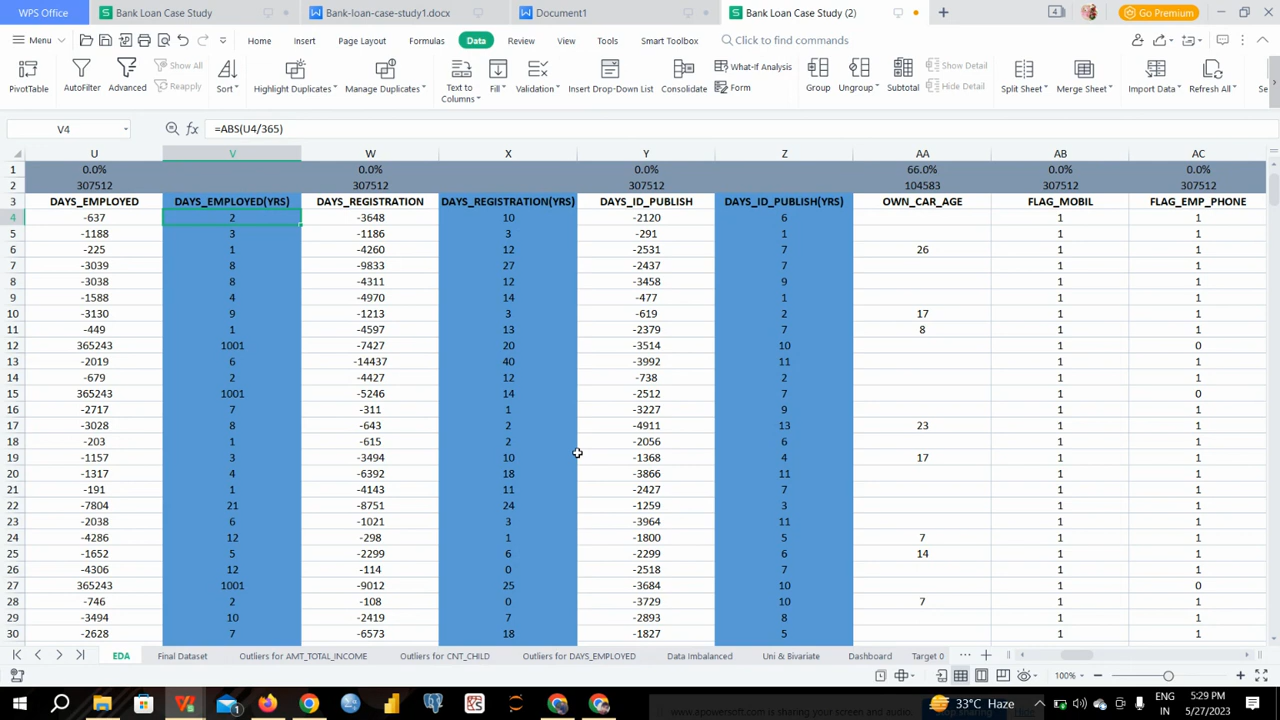 WPS Office Bank Loan Case Study Bank-loan-case-study1.docx Document1 Bank Loan Case Study (2) 4 Go Premium
Menu Home Insert Page Layout Formulas Data Review View Tools Smart Toolbox Click to find commands
Show All What-If Analysis Show Detail
PivotTable AutoFilter Advanced Reapply Sort Highlight Duplicates Manage Duplicates Text to Columns Fill Validation Insert Drop-Down List Consolidate Form Group Ungroup Subtotal Hide Detail Split Sheet Merge Sheet Import Data Refresh All Se
V4 fx =ABS(U4/365)
U V W X Y Z AA AB AC
1 0.0% 0.0% 0.0% 66.0% 0.0% 0.0%
2 307512 307512 307512 104583 307512 307512
3 DAYS_EMPLOYED DAYS_EMPLOYED(YRS) DAYS_REGISTRATION DAYS_REGISTRATION(YRS) DAYS_ID_PUBLISH DAYS_ID_PUBLISH(YRS) OWN_CAR_AGE FLAG_MOBIL FLAG_EMP_PHONE
4 -637 2 -3648 10 -2120 6 1 1
5 -1188 3 -1186 3 -291 1 1 1
6 -225 1 -4260 12 -2531 7 26 1 1
7 -3039 8 -9833 27 -2437 7 1 1
8 -3038 8 -4311 12 -3458 9 1 1
9 -1588 4 -4970 14 -477 1 1 1
10 -3130 9 -1213 3 -619 2 17 1 1
11 -449 1 -4597 13 -2379 7 8 1 1
12 365243 1001 -7427 20 -3514 10 1 0
13 -2019 6 -14437 40 -3992 11 1 1
14 -679 2 -4427 12 -738 2 1 1
15 365243 1001 -5246 14 -2512 7 1 0
16 -2717 7 -311 1 -3227 9 1 1
17 -3028 8 -643 2 -4911 13 23 1 1
18 -203 1 -615 2 -2056 6 1 1
19 -1157 3 -3494 10 -1368 4 17 1 1
20 -1317 4 -6392 18 -3866 11 1 1
21 -191 1 -4143 11 -2427 7 1 1
22 -7804 21 -8751 24 -1259 3 1 1
23 -2038 6 -1021 3 -3964 11 1 1
24 -4286 12 -298 1 -1800 5 7 1 1
25 -1652 5 -2299 6 -2299 6 14 1 1
26 -4306 12 -114 0 -2518 7 1 1
27 365243 1001 -9012 25 -3684 10 1 0
28 -746 2 -108 0 -3729 10 7 1 1
29 -3494 10 -2419 7 -2893 8 1 1
30 -2628 7 -6573 18 -1827 5 1 1
EDA Final Dataset Outliers for AMT_TOTAL_INCOME Outliers for CNT_CHILD Outliers for DAYS_EMPLOYED Data Imbalanced Uni & Bivariate Dashboard Target 0 ...
100%
www.apowersoft.com is sharing your screen and audio. Stop sharing 33°C Haze ENG IN 5:29 PM 5/27/2023